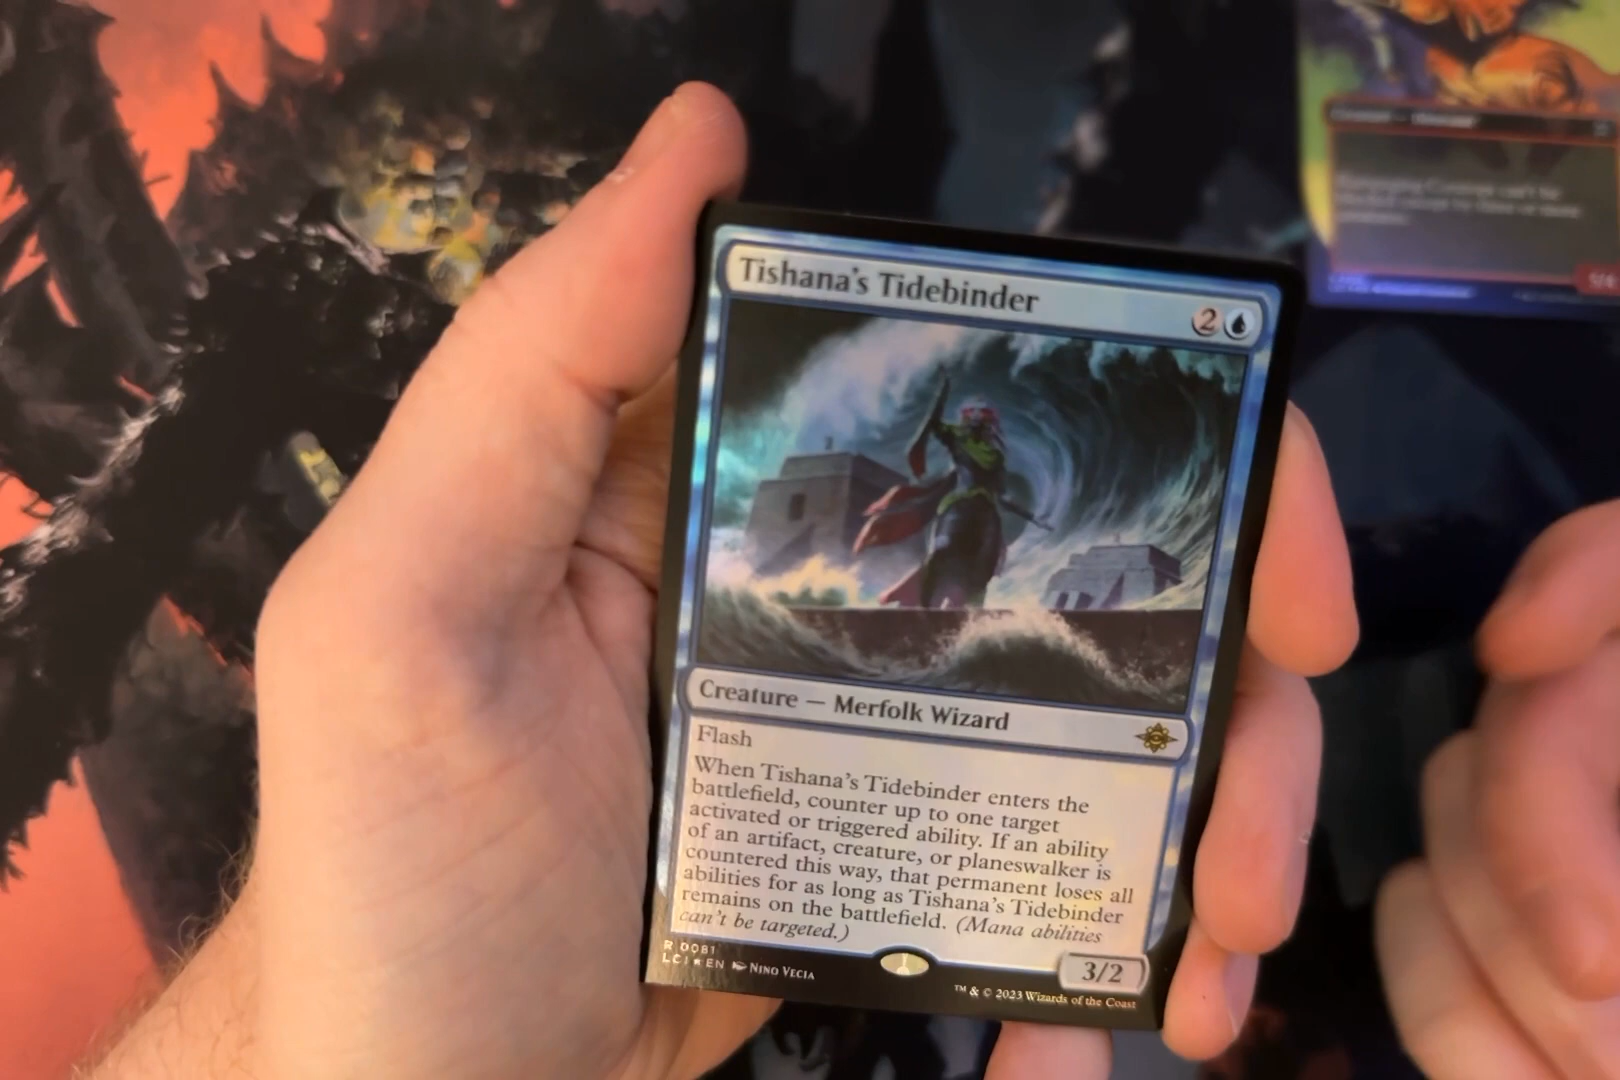 Tishana's Tidebinder
2
Creature — Merfolk Wizard
Flash
When Tishana's Tidebinder enters the
battlefield, counter up to one target
activated or triggered ability. If an ability
of an artifact, creature, or planeswalker is
countered this way, that permanent loses all
abilities for as long as Tishana's Tidebinder
remains on the battlefield. (Mana abilities
can't be targeted.)
3/2
R 0081
LCI ★ EN Nino Vecia
™ & © 2023 Wizards of the Coast